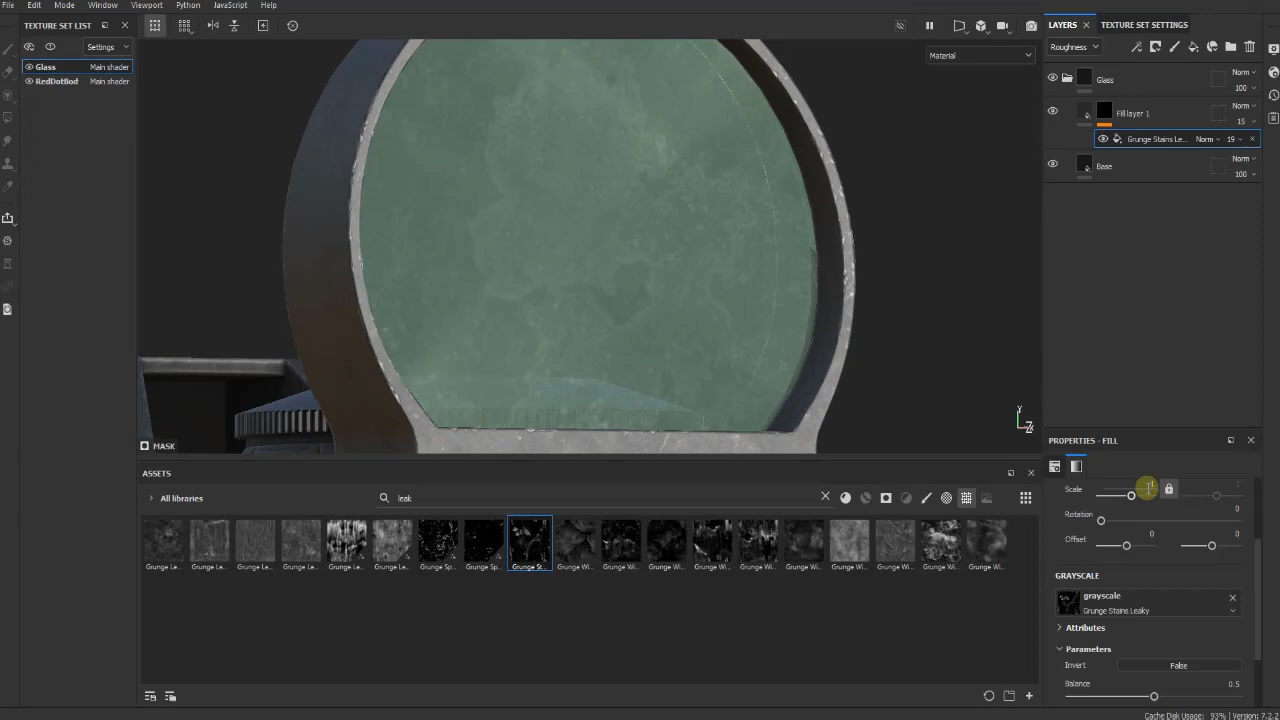 File Edit Mode Window Viewport Python JavaScript Help
TEXTURE SET LIST
Settings
Glass Main shader
RedDotBod Main shader
Material
MASK
Z
LAYERS TEXTURE SET SETTINGS
Roughness
Glass Norm 100
Fill layer 1 Norm 15
Grunge Stains Le... Norm 19
Base Norm 100
ASSETS
All libraries leak
Grunge Le... Grunge Le... Grunge Le... Grunge Le... Grunge Le... Grunge Le... Grunge Sp... Grunge Sp... Grunge St... Grunge Wi... Grunge Wi... Grunge Wi... Grunge Wi... Grunge Wi... Grunge Wi... Grunge Wi... Grunge Wi... Grunge Wi... Grunge Wi...
PROPERTIES - FILL
Scale 1
Rotation 0
Offset 0 0
GRAYSCALE
grayscale
Grunge Stains Leaky
Attributes
Parameters
Invert False
Balance 0.5
Cache Disk Usage: 93% | Version: 7.2.2